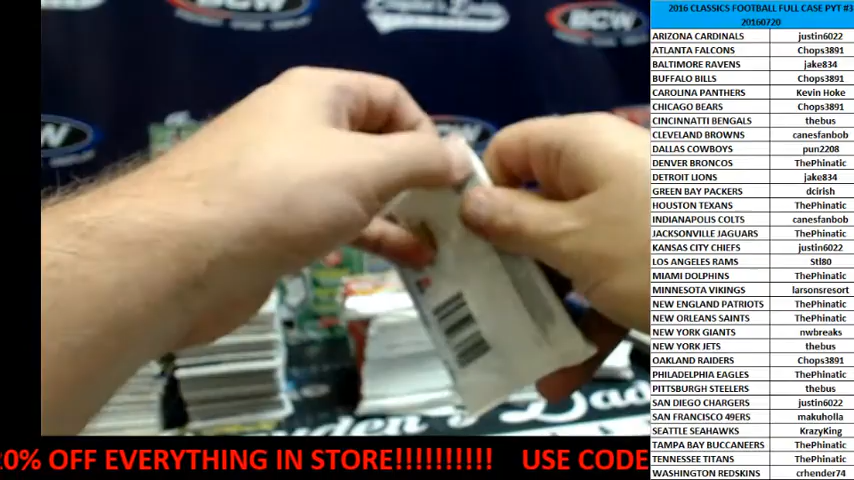 2016 CLASSICS FOOTBALL FULL CASE PYT #3
20160720
ARIZONA CARDINALS justin6022
ATLANTA FALCONS Chops3891
BALTIMORE RAVENS jake834
BUFFALO BILLS Chops3891
CAROLINA PANTHERS Kevin Hoke
CHICAGO BEARS Chops3891
CINCINNATI BENGALS thebus
CLEVELAND BROWNS canesfanbob
DALLAS COWBOYS pun2208
DENVER BRONCOS ThePhinatic
DETROIT LIONS jake834
GREEN BAY PACKERS dcirish
HOUSTON TEXANS ThePhinatic
INDIANAPOLIS COLTS canesfanbob
JACKSONVILLE JAGUARS ThePhinatic
KANSAS CITY CHIEFS justin6022
LOS ANGELES RAMS Stl80
MIAMI DOLPHINS ThePhinatic
MINNESOTA VIKINGS larsonsresort
NEW ENGLAND PATRIOTS ThePhinatic
NEW ORLEANS SAINTS ThePhinatic
NEW YORK GIANTS nwbreaks
NEW YORK JETS thebus
OAKLAND RAIDERS Chops3891
PHILADELPHIA EAGLES ThePhinatic
PITTSBURGH STEELERS thebus
SAN DIEGO CHARGERS justin6022
SAN FRANCISCO 49ERS makuholla
SEATTLE SEAHAWKS KrazyKing
TAMPA BAY BUCCANEERS ThePhinatic
TENNESSEE TITANS ThePhinatic
WASHINGTON REDSKINS crhender74
BCW
BCW
Dad's
0% OFF EVERYTHING IN STORE!!!!!!!!!! USE CODE